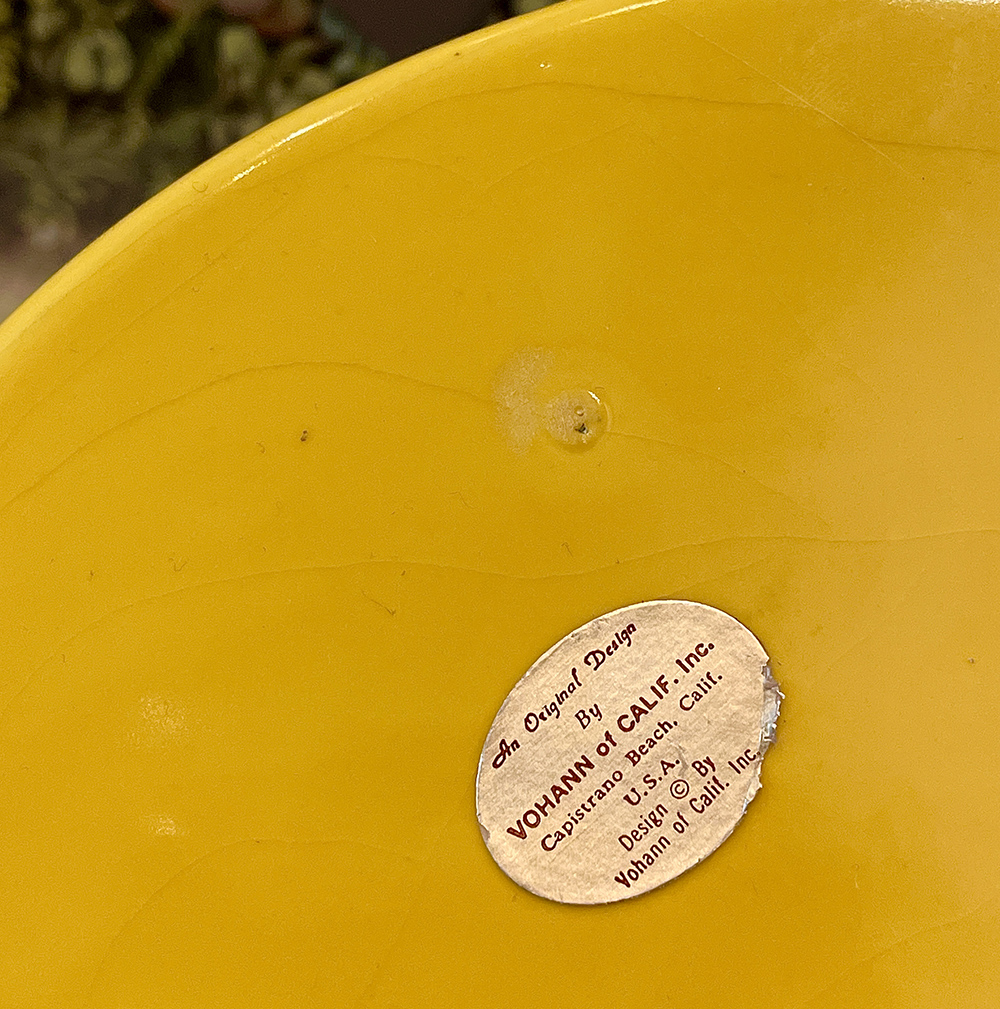 An Original Design
By
VOHANN of CALIF. Inc.
Capistrano Beach, Calif.
U.S.A.
Design © By
Vohann of Calif. Inc.